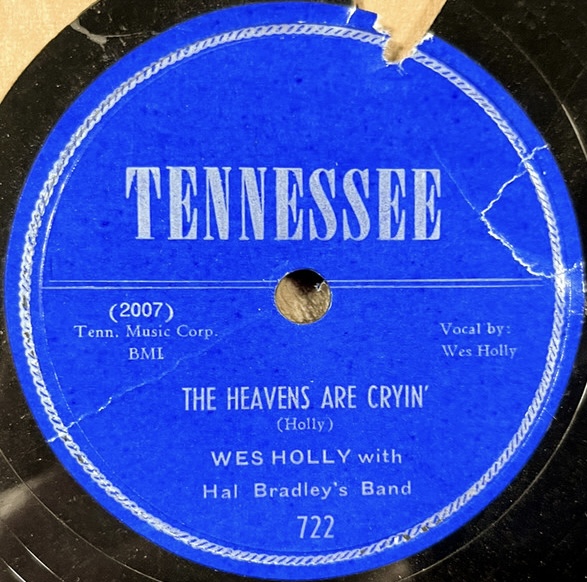 TENNESSEE
(2007)
Tenn. Music Corp.
BMI
Vocal by:
Wes Holly
THE HEAVENS ARE CRYIN'
(Holly)
WES HOLLY with
Hal Bradley's Band
722